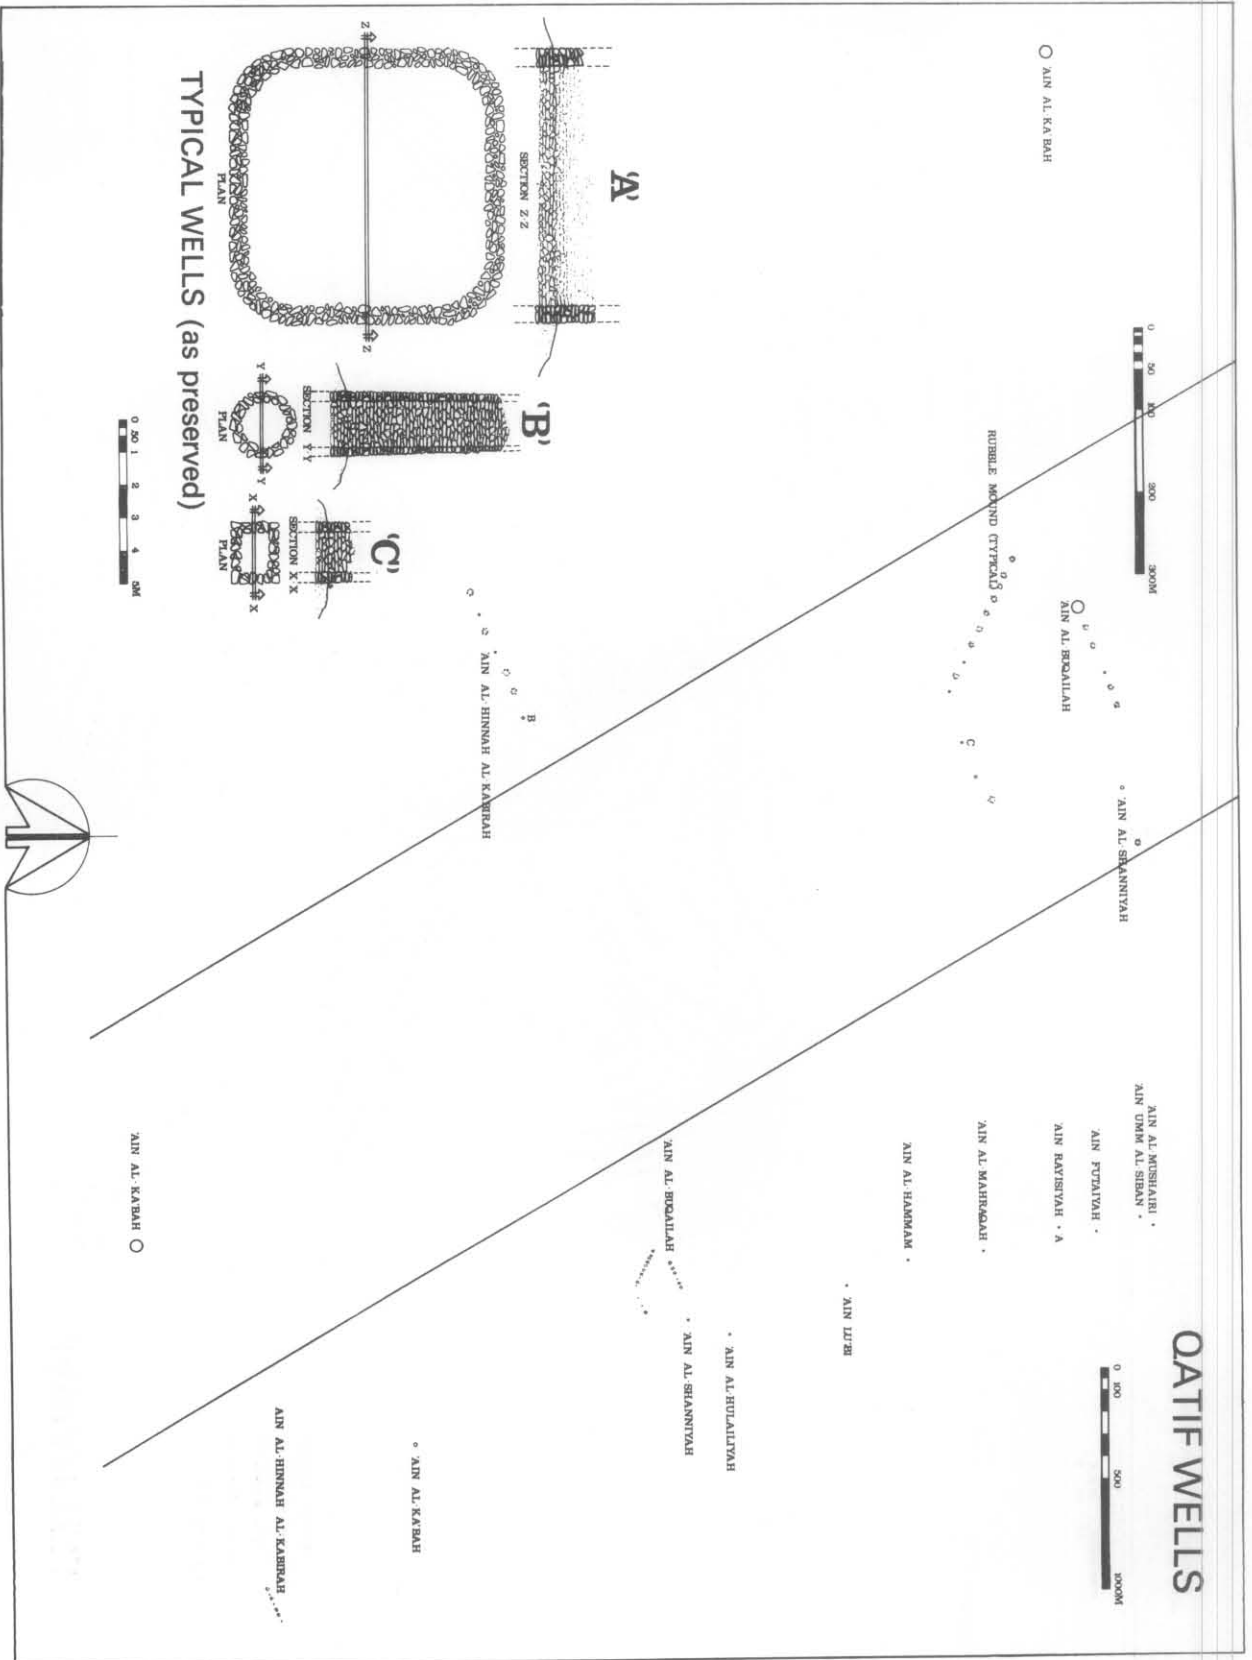 QATIF WELLS
0 100 500 1000M
'AIN AL·MUSHAIRI
'AIN UMM AL·SIBAN
'AIN FUTAIYAH
'AIN RAYISIYAH A
'AIN AL·MAHRAQAH
'AIN AL·HAMMAM
'AIN LU'BI
'AIN AL·HULAILIYAH
'AIN AL·SHANNIYAH
'AIN AL·BUQAILAH
'AIN AL·KA'BAH
AIN AL·HINNAH AL·KABIRAH
'AIN AL·KA'BAH
0 50 100 200 300M
'AIN AL·KA'BAH
'AIN AL·BUQAILAH
'AIN AL·SHANNIYAH
RUBBLE MOUND (TYPICAL)
C
B
'AIN AL·HINNAH AL·KABIRAH
'A'
SECTION Z·Z
Z Z
PLAN
'B'
SECTION Y·Y
Y Y
PLAN
'C'
SECTION X·X
X X
PLAN
TYPICAL WELLS (as preserved)
0 50 1 2 3 4 5M